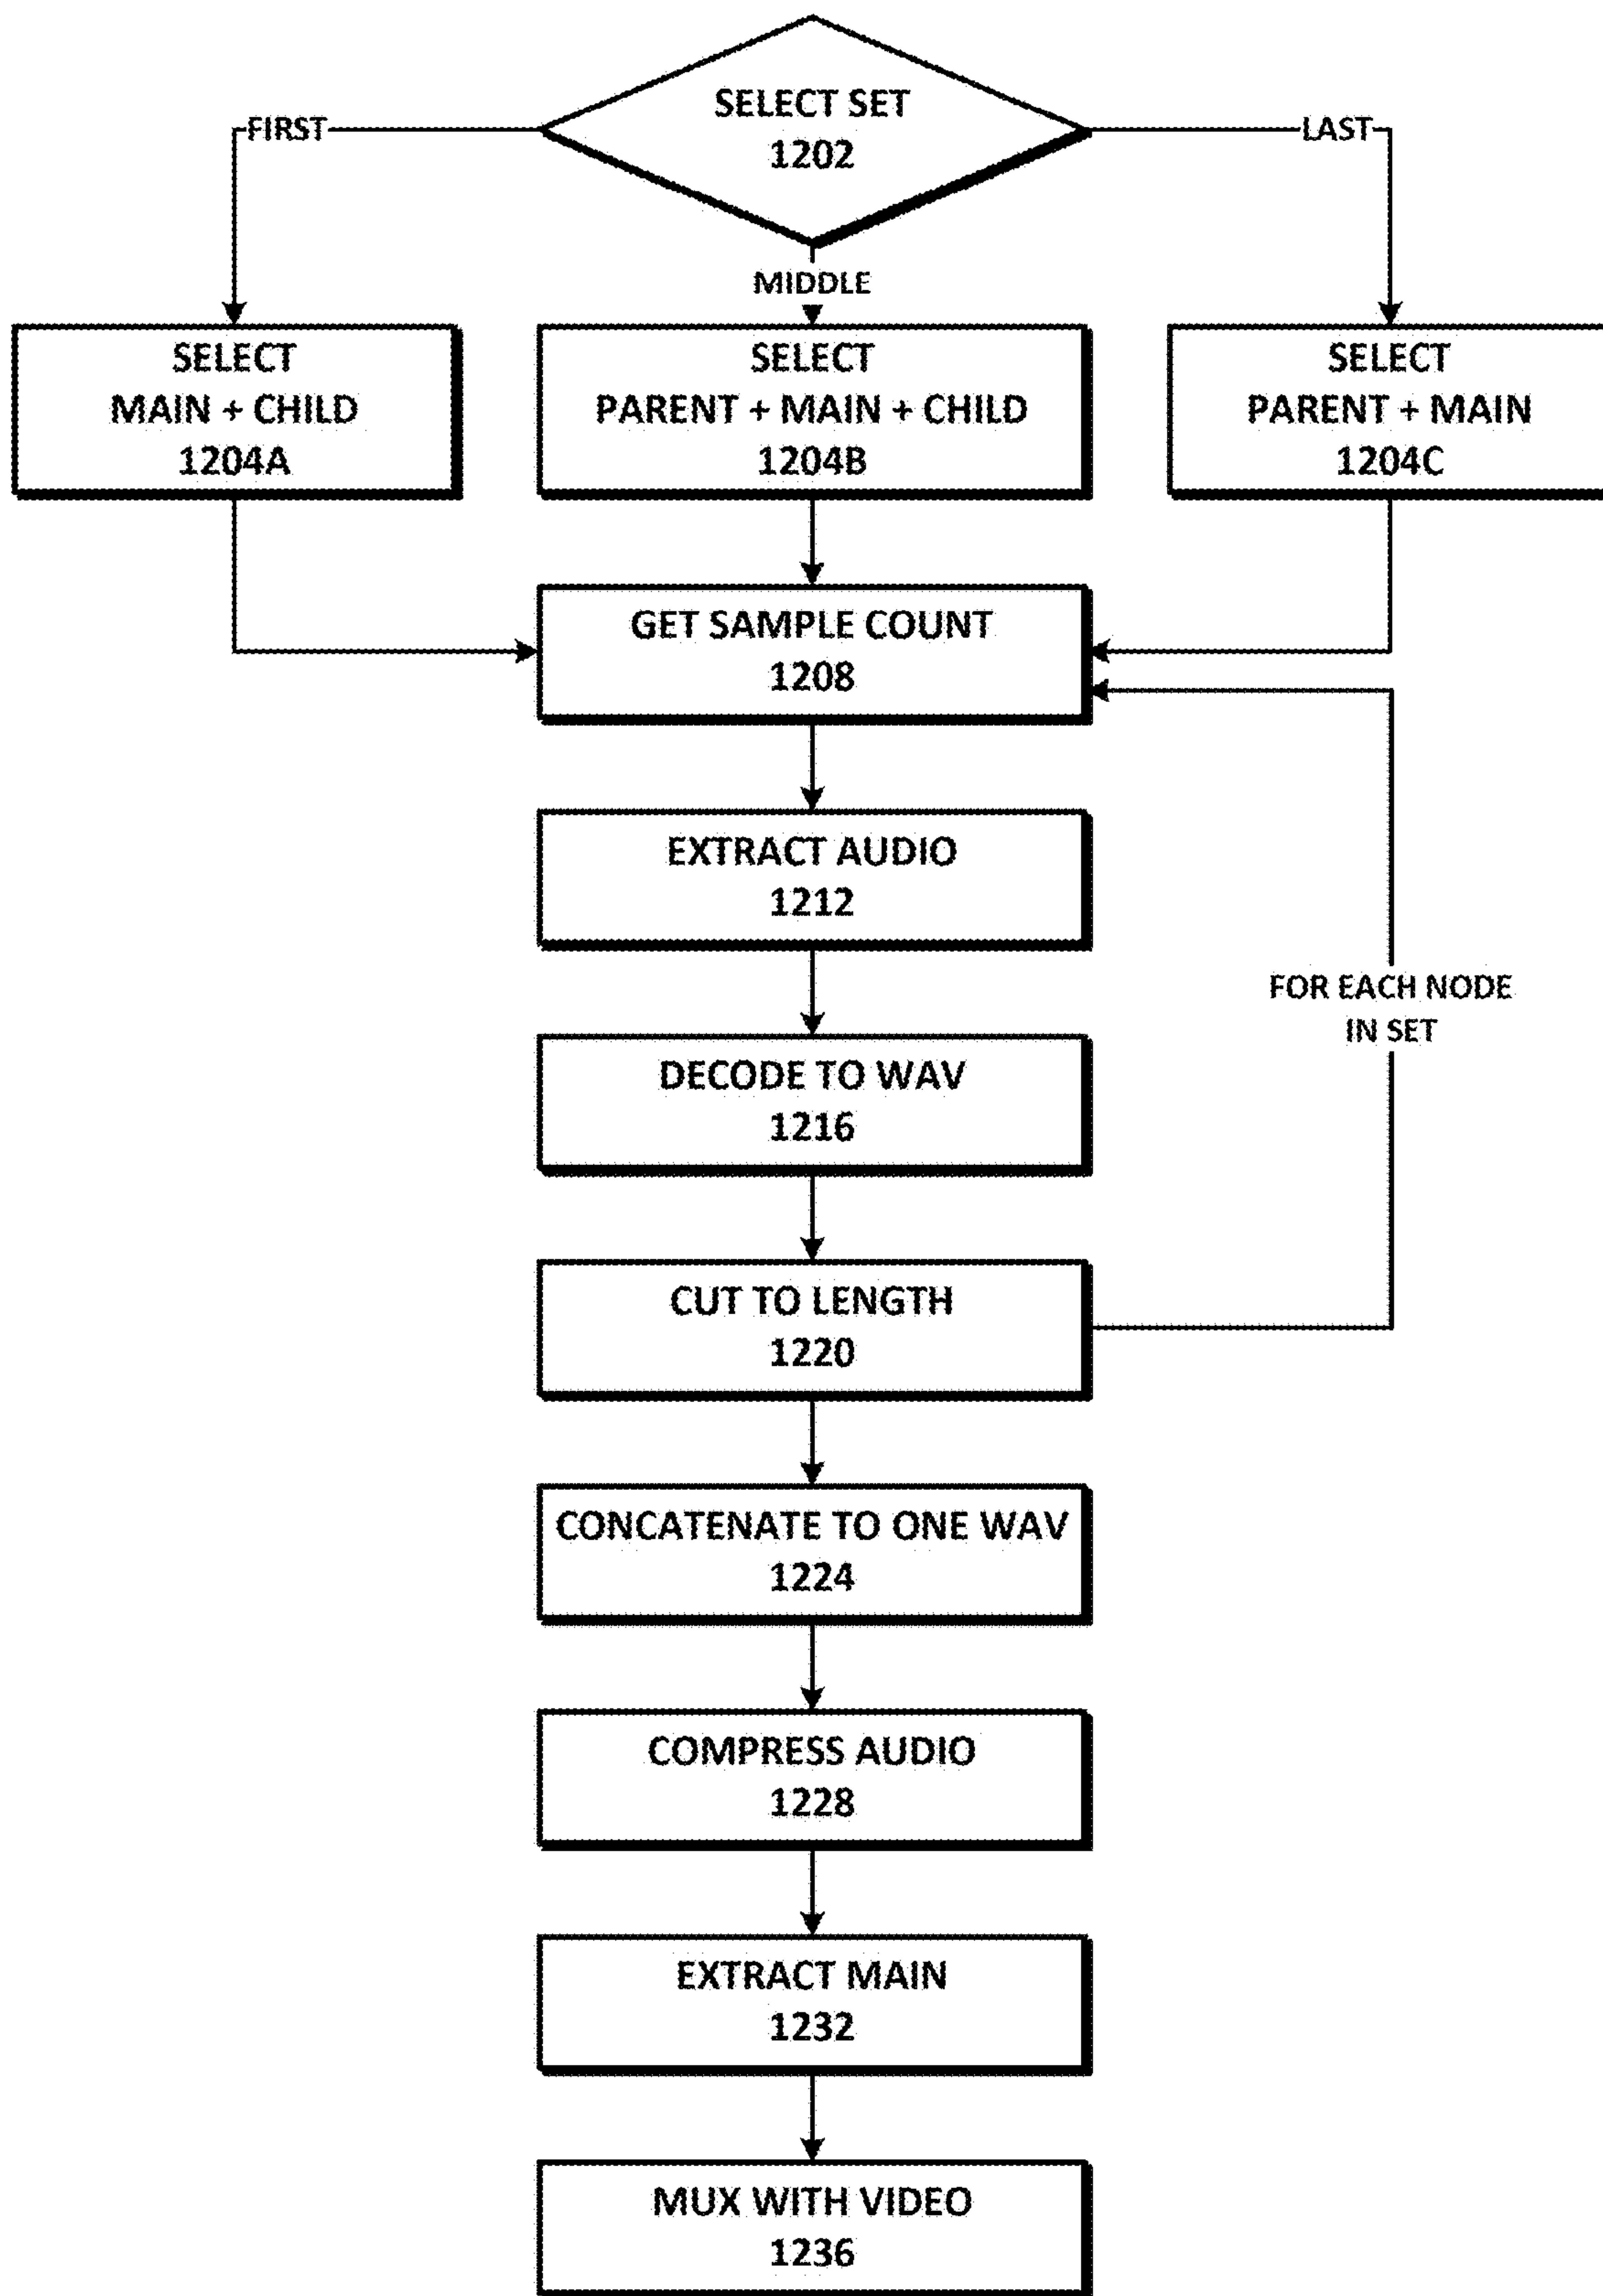 SELECT SET
1202
FIRST
LAST
MIDDLE
SELECT
MAIN + CHILD
1204A
SELECT
PARENT + MAIN + CHILD
1204B
SELECT
PARENT + MAIN
1204C
GET SAMPLE COUNT
1208
EXTRACT AUDIO
1212
FOR EACH NODE
IN SET
DECODE TO WAV
1216
CUT TO LENGTH
1220
CONCATENATE TO ONE WAV
1224
COMPRESS AUDIO
1228
EXTRACT MAIN
1232
MUX WITH VIDEO
1236